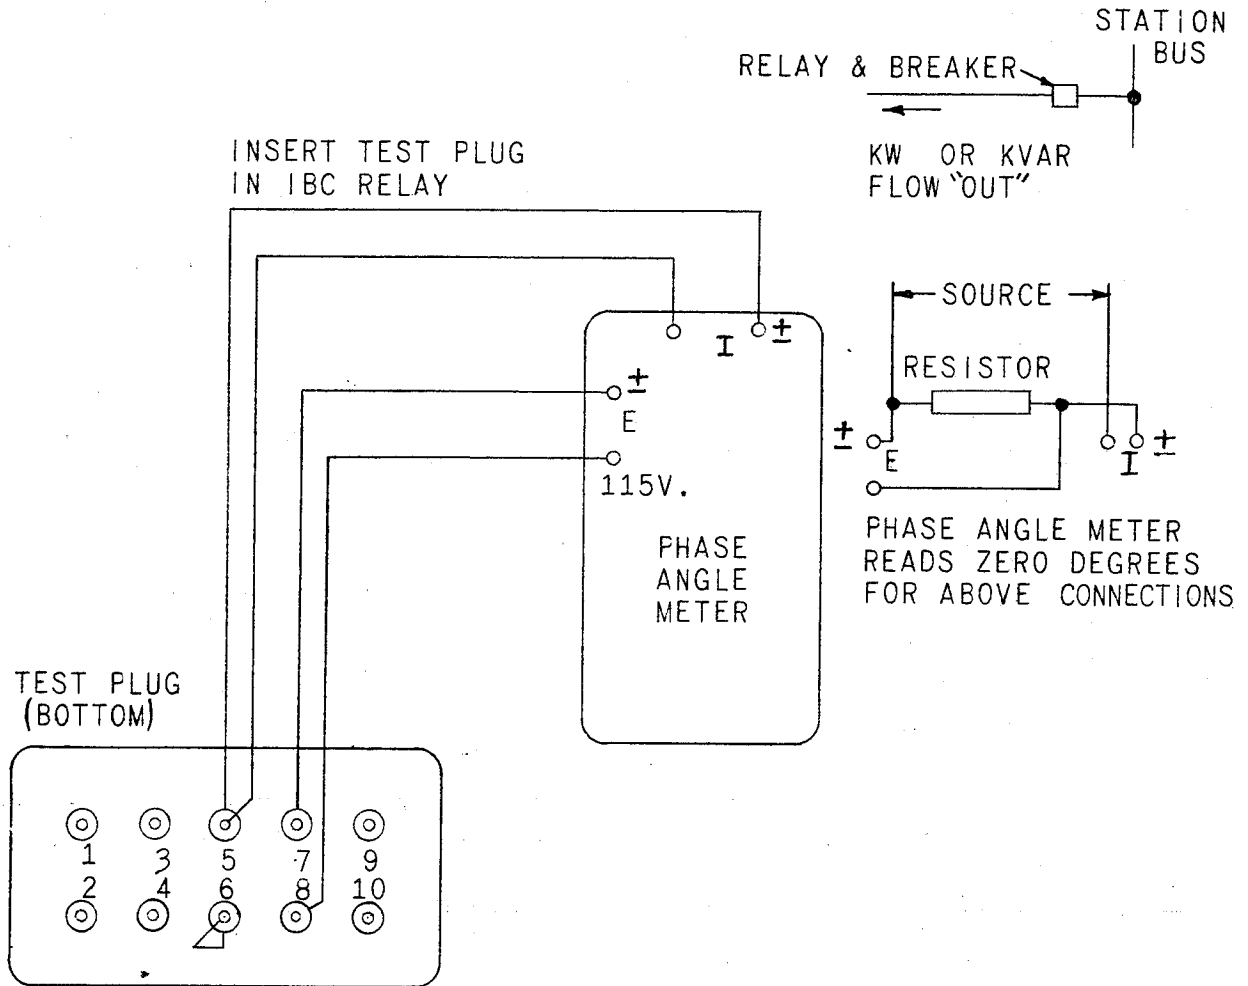 STATION
BUS
RELAY & BREAKER
KW OR KVAR
FLOW "OUT"
INSERT TEST PLUG
IN IBC RELAY
SOURCE
RESISTOR
I ±
±
E
115V.
PHASE
ANGLE
METER
±
E
I ±
PHASE ANGLE METER
READS ZERO DEGREES
FOR ABOVE CONNECTIONS
TEST PLUG
(BOTTOM)
1 3 5 7 9
2 4 6 8 10